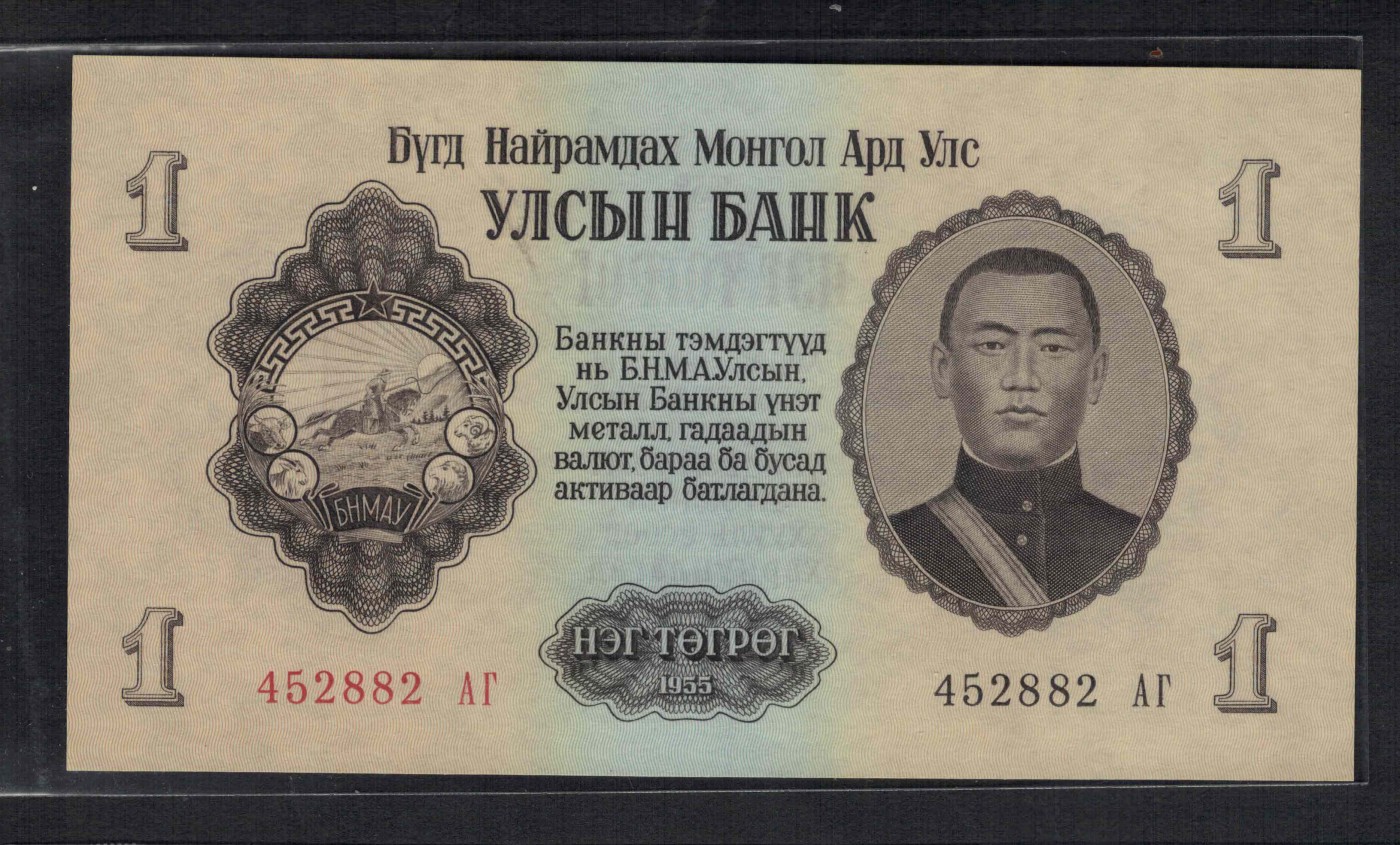 Бүгд Найрамдах Монгол Ард Улс
УЛСЫН БАНК
1
1
Банкны тэмдэгтүүд
нь Б.Н.М.А.Улсын,
Улсын Банкны үнэт
металл, гадаадын
валют, бараа ба бусад
активаар батлагдана.
БНМАУ
НЭГ ТӨГРӨГ
1955
1
452882 АГ
452882 АГ
1